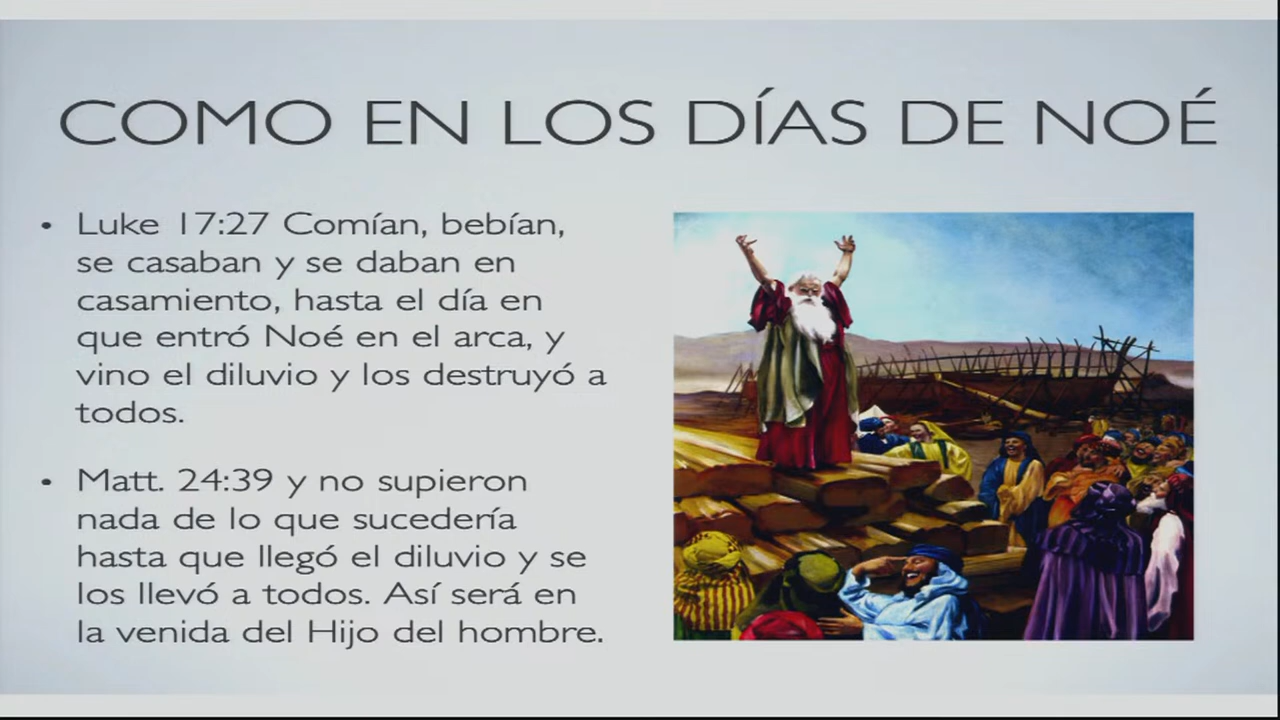 COMO EN LOS DÍAS DE NOÉ
• Luke 17:27 Comían, bebían,
se casaban y se daban en
casamiento, hasta el día en
que entró Noé en el arca, y
vino el diluvio y los destruyó a
todos.
• Matt. 24:39 y no supieron
nada de lo que sucedería
hasta que llegó el diluvio y se
los llevó a todos. Así será en
la venida del Hijo del hombre.